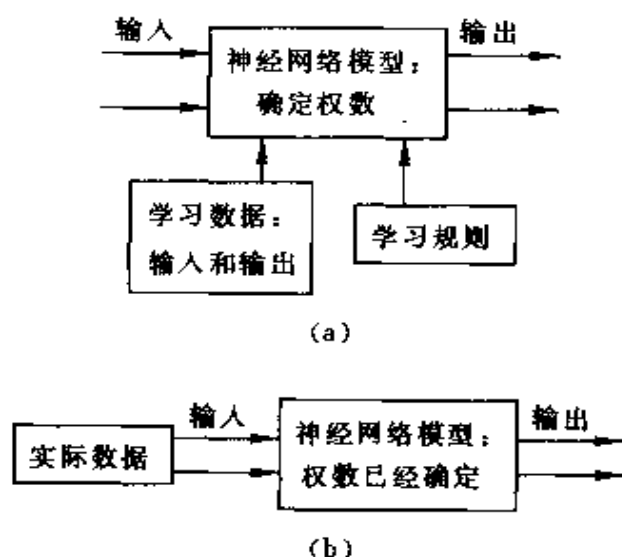 输入
输出
神经网络模型：
确定权数
学习数据：
输入和输出
学习规则
(a)
输入
输出
实际数据
神经网络模型：
权数已经确定
(b)